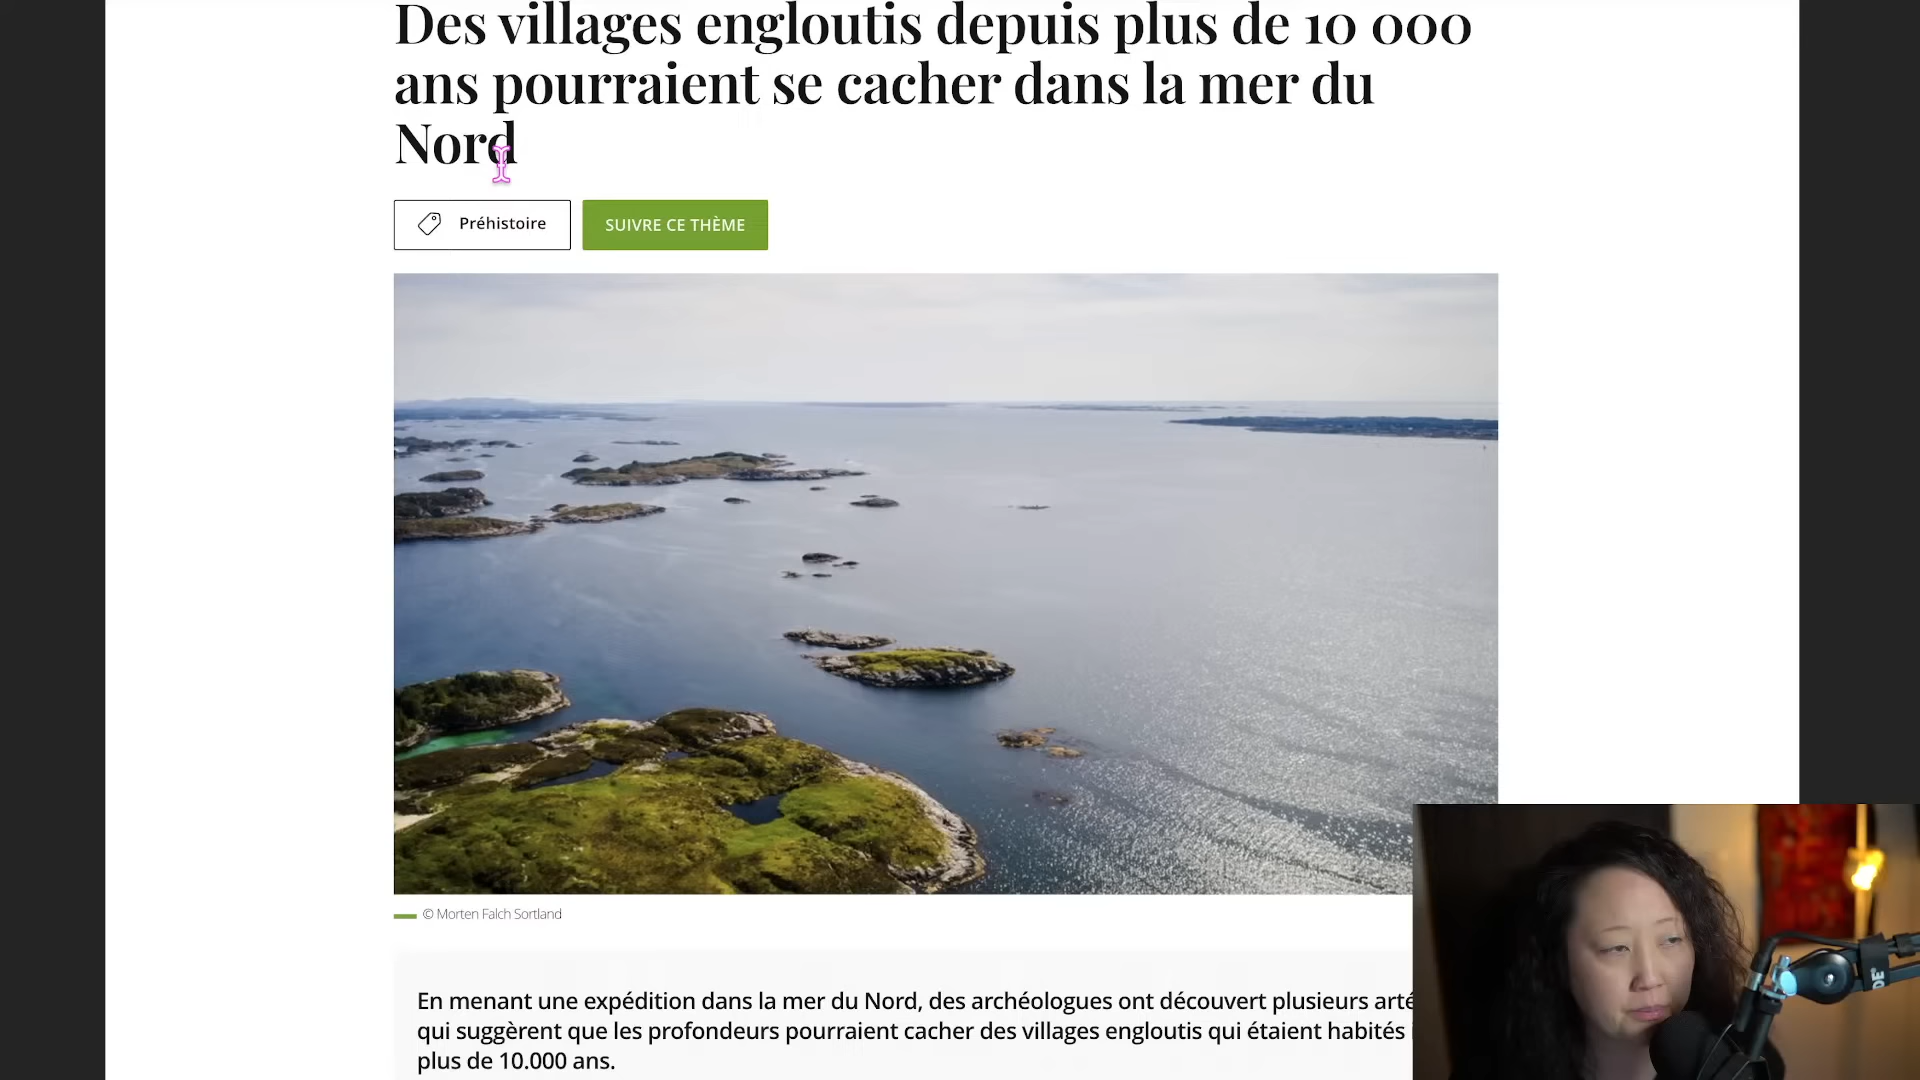 Des villages engloutis depuis plus de 10 000
ans pourraient se cacher dans la mer du
Nord
Préhistoire
SUIVRE CE THÈME
© Morten Falch Sortland
En menant une expédition dans la mer du Nord, des archéologues ont découvert plusieurs
qui suggèrent que les profondeurs pourraient cacher des villages engloutis qui étaient habités
plus de 10.000 ans.